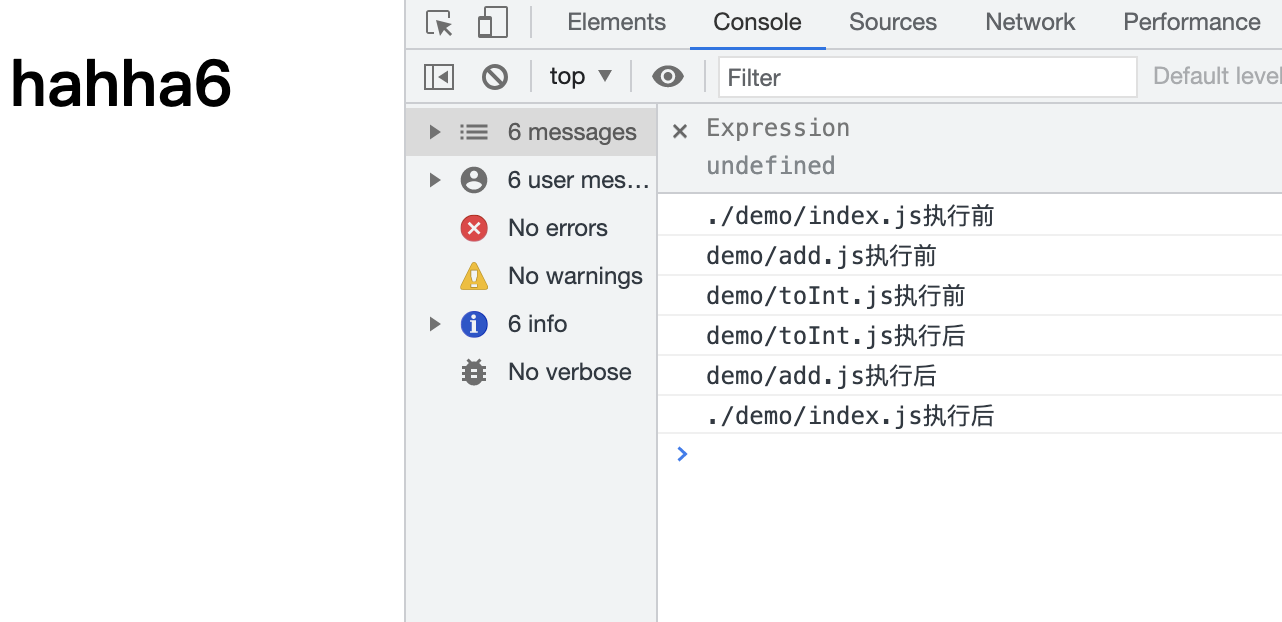 hahha6
Elements Console Sources Network Performance
top ▼ Filter Default level
6 messages
6 user mes…
No errors
No warnings
6 info
No verbose
Expression
undefined
./demo/index.js执行前
demo/add.js执行前
demo/toInt.js执行前
demo/toInt.js执行后
demo/add.js执行后
./demo/index.js执行后